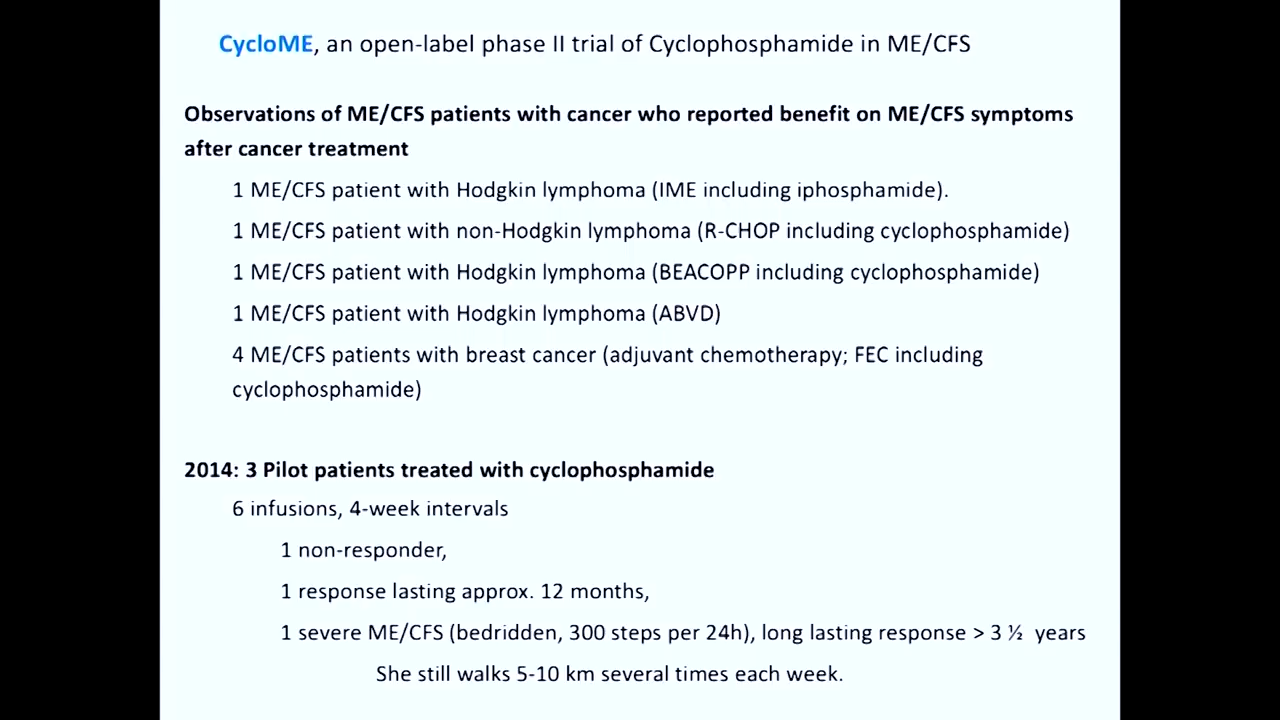 CycloME, an open-label phase II trial of Cyclophosphamide in ME/CFS
Observations of ME/CFS patients with cancer who reported benefit on ME/CFS symptoms
after cancer treatment
1 ME/CFS patient with Hodgkin lymphoma (IME including iphosphamide).
1 ME/CFS patient with non-Hodgkin lymphoma (R-CHOP including cyclophosphamide)
1 ME/CFS patient with Hodgkin lymphoma (BEACOPP including cyclophosphamide)
1 ME/CFS patient with Hodgkin lymphoma (ABVD)
4 ME/CFS patients with breast cancer (adjuvant chemotherapy; FEC including
cyclophosphamide)
2014: 3 Pilot patients treated with cyclophosphamide
6 infusions, 4-week intervals
1 non-responder,
1 response lasting approx. 12 months,
1 severe ME/CFS (bedridden, 300 steps per 24h), long lasting response > 3 ½ years
She still walks 5-10 km several times each week.